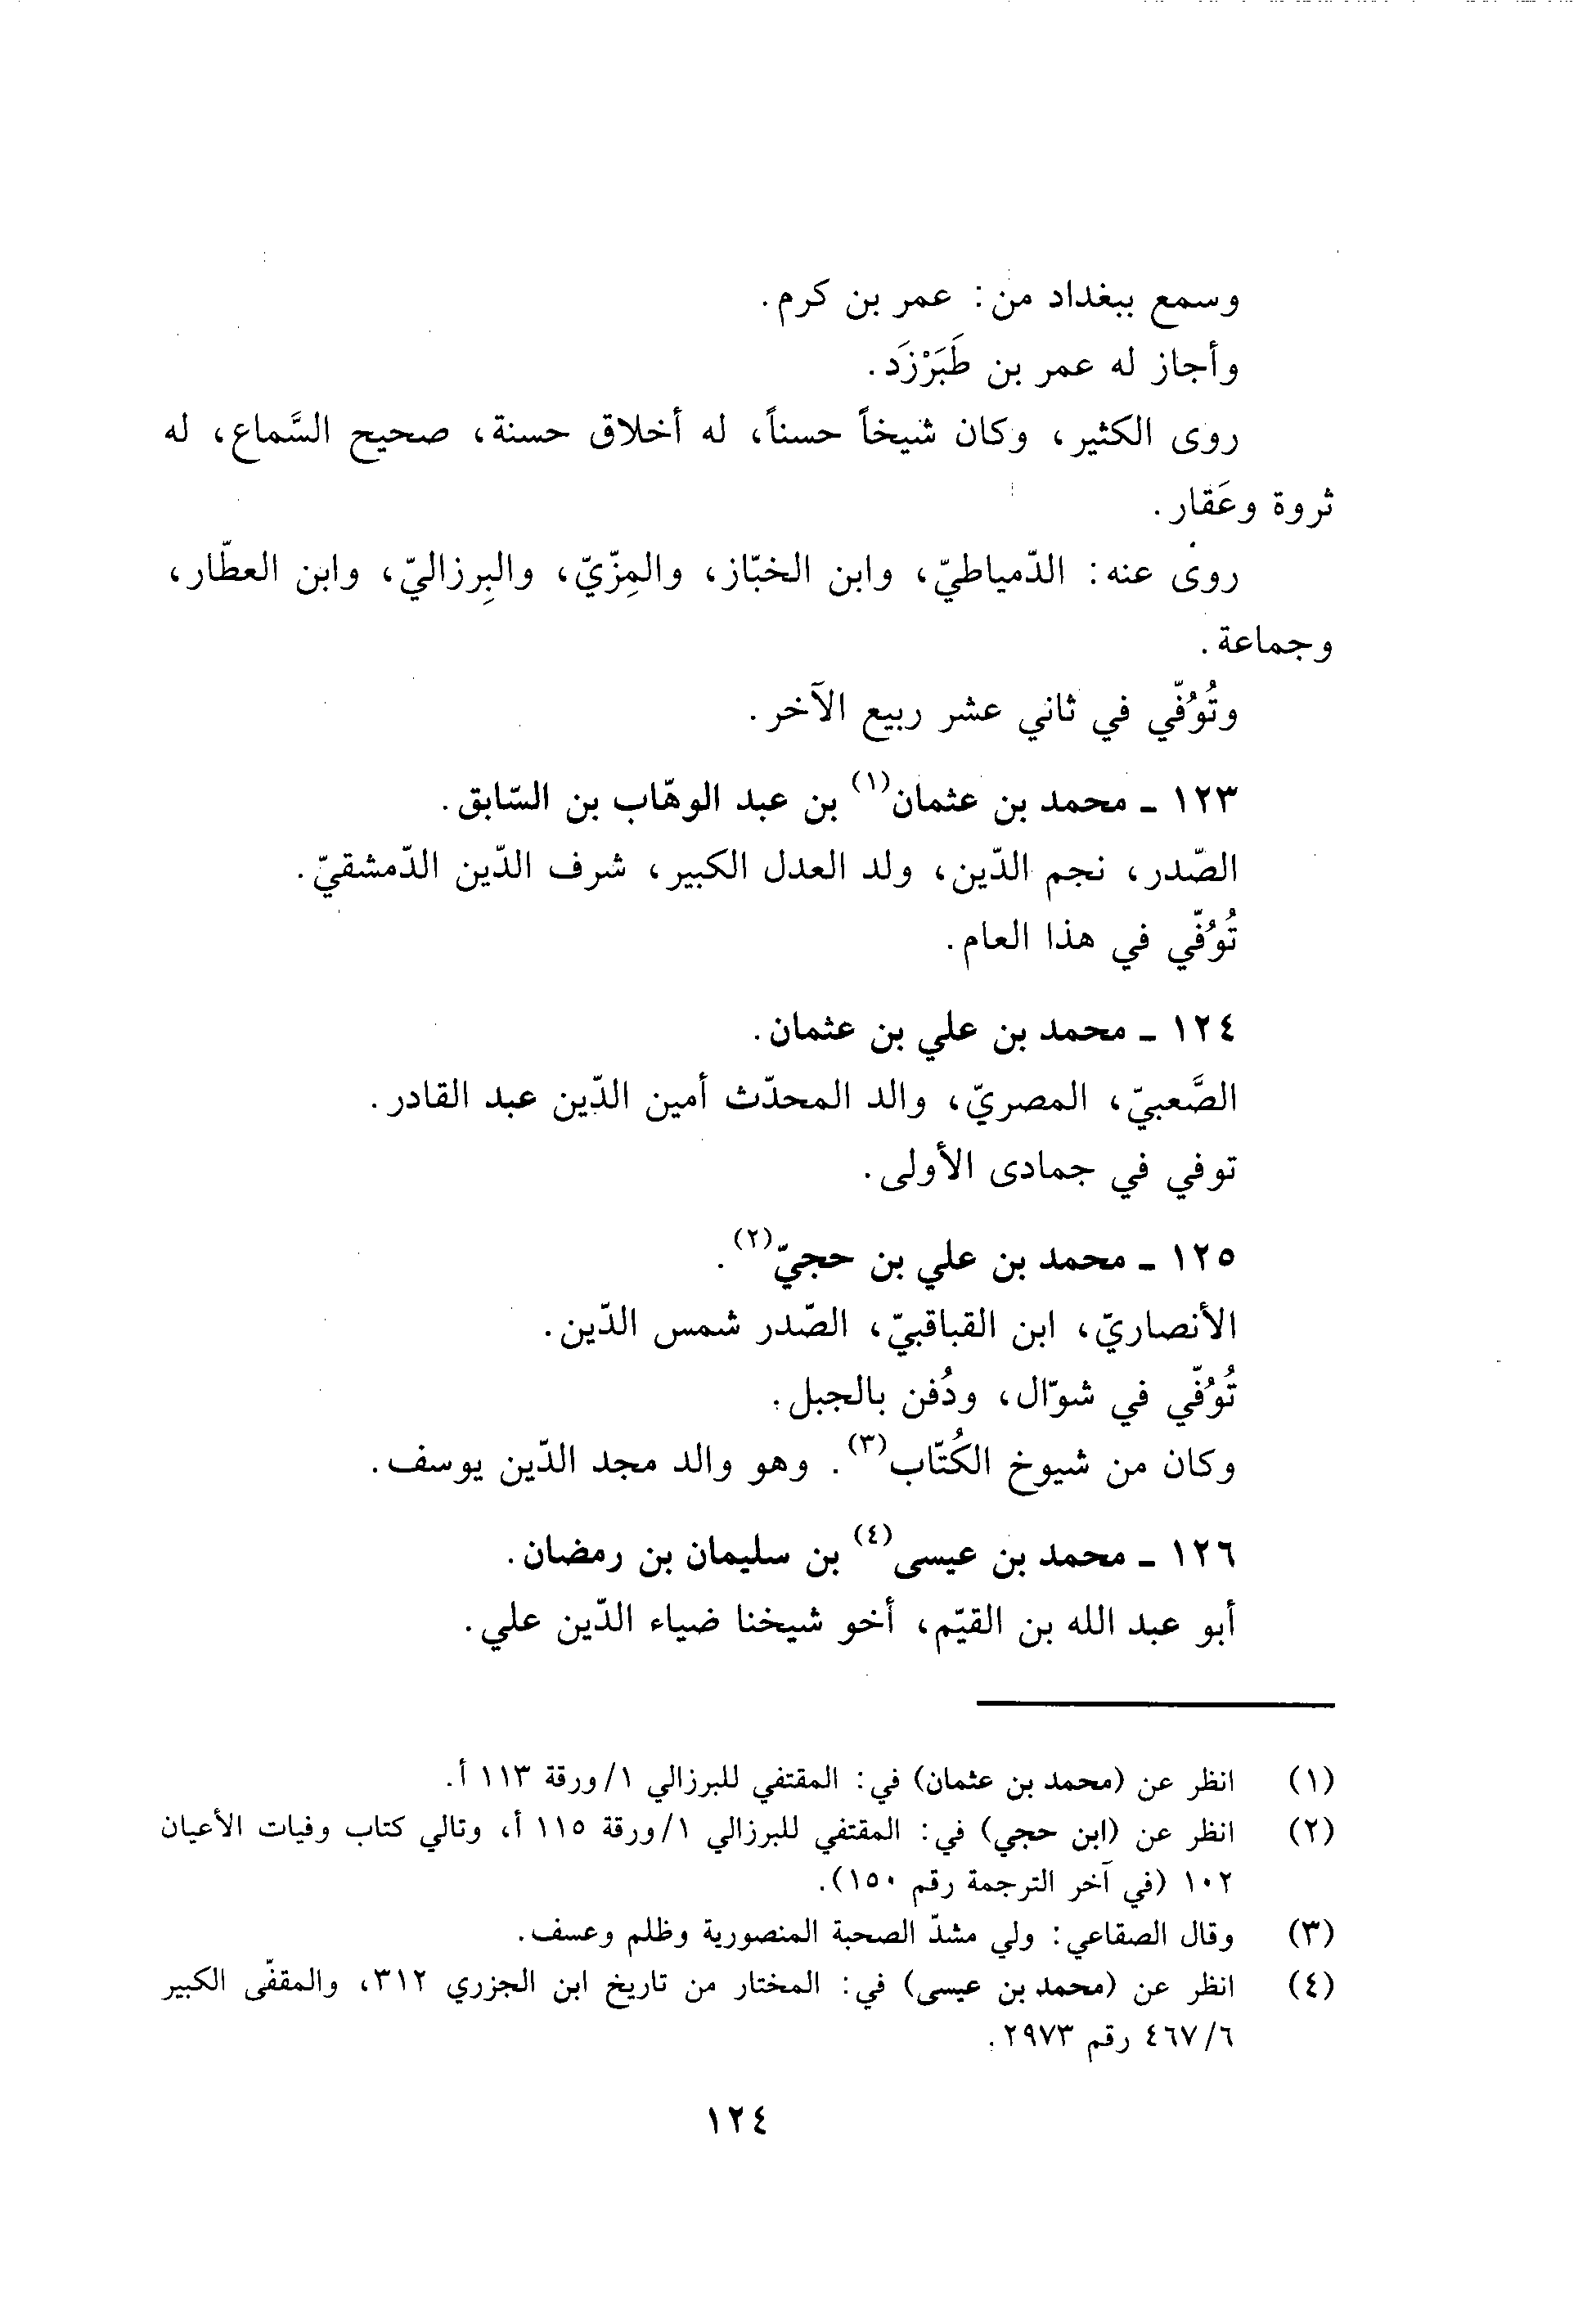 وسمع ببغداد من: عمر بن كرم.
وأجاز له عمر بن طَبَرْزَد.
روى الكثير، وكان شيخاً حسناً، له أخلاق حسنة، صحيح السَّماع، له
ثروة وعَقار.
روى عنه: الدّمياطيّ، وابن الخبّاز، والمِزّيّ، والبِرزاليّ، وابن العطّار،
وجماعة.
وتُوُفّي في ثاني عشر ربيع الآخر.
١٢٣ ـ محمد بن عثمان(١) بن عبد الوهّاب بن السّابق.
الصّدر، نجم الدّين، ولد العدل الكبير، شرف الدّين الدّمشقيّ.
تُوُفّي في هذا العام.
١٢٤ ـ محمد بن علي بن عثمان.
الصَّعبيّ، المصريّ، والد المحدّث أمين الدّين عبد القادر.
توفي في جمادى الأولى.
١٢٥ ـ محمد بن علي بن حجيّ(٢).
الأنصاريّ، ابن القباقبيّ، الصّدر شمس الدّين.
تُوُفّي في شوّال، ودُفن بالجبل.
وكان من شيوخ الكُتّاب(٣). وهو والد مجد الدّين يوسف.
١٢٦ ـ محمد بن عيسى(٤) بن سليمان بن رمضان.
أبو عبد الله بن القيّم، أخو شيخنا ضياء الدّين علي.
(١) انظر عن (محمد بن عثمان) في: المقتفي للبرزالي ١/ورقة ١١٣ أ.
(٢) انظر عن (ابن حجي) في: المقتفي للبرزالي ١/ورقة ١١٥ أ، وتالي كتاب وفيات الأعيان
١٠٢ (في آخر الترجمة رقم ١٥٠).
(٣) وقال الصقاعي: ولي مشدّ الصحبة المنصورية وظلم وعسف.
(٤) انظر عن (محمد بن عيسى) في: المختار من تاريخ ابن الجزري ٣١٢، والمقفّى الكبير
٦/٤٦٧ رقم ٢٩٧٣.
١٢٤